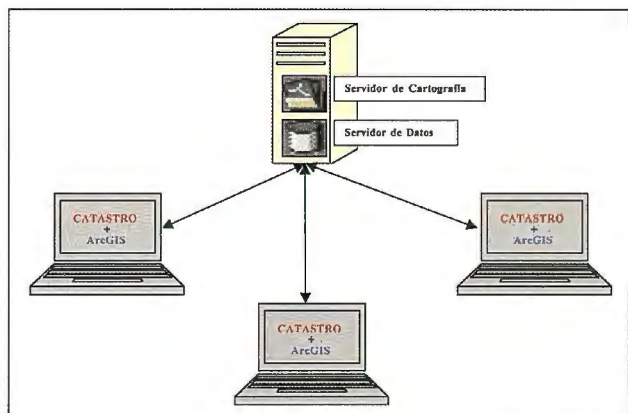 Servidor de Cartografía
Servidor de Datos
CATASTRO
+
ArcGIS
CATASTRO
+
ArcGIS
CATASTRO
+
ArcGIS